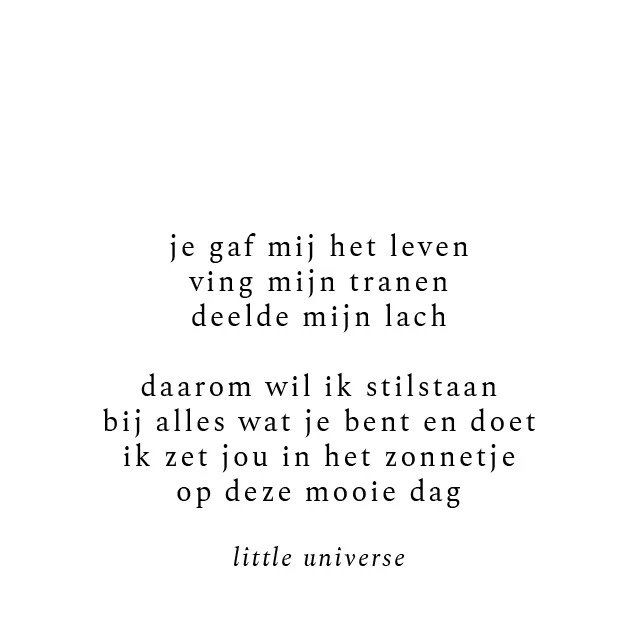 je gaf mij het leven
ving mijn tranen
deelde mijn lach
daarom wil ik stilstaan
bij alles wat je bent en doet
ik zet jou in het zonnetje
op deze mooie dag
little universe